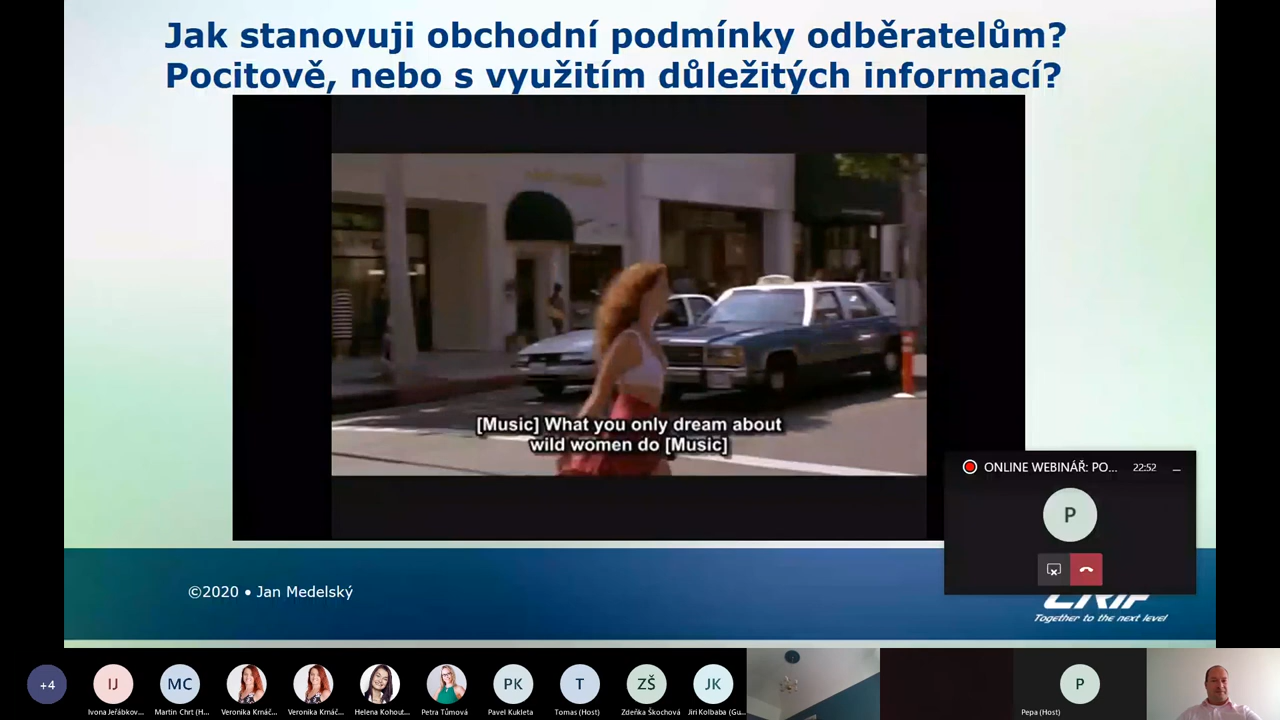 Jak stanovuji obchodní podmínky odběratelům?
Pocitově, nebo s využitím důležitých informací?
[Music] What you only dream about
wild women do [Music]
ONLINE WEBINÁŘ: PO... 22:52
P
©2020 • Jan Medelský
CRIF
Together to the next level
+4
IJ
MC
PK
T
ZŠ
JK
P
Ivona Jeřábkov...
Martin Chrt (H...
Veronika Krnáč...
Veronika Krnáč...
Helena Kohout...
Petra Tůmová
Pavel Kukleta
Tomas (Host)
Zdeňka Škochová
Jiri Kolbaba (Gu...
Pepa (Host)